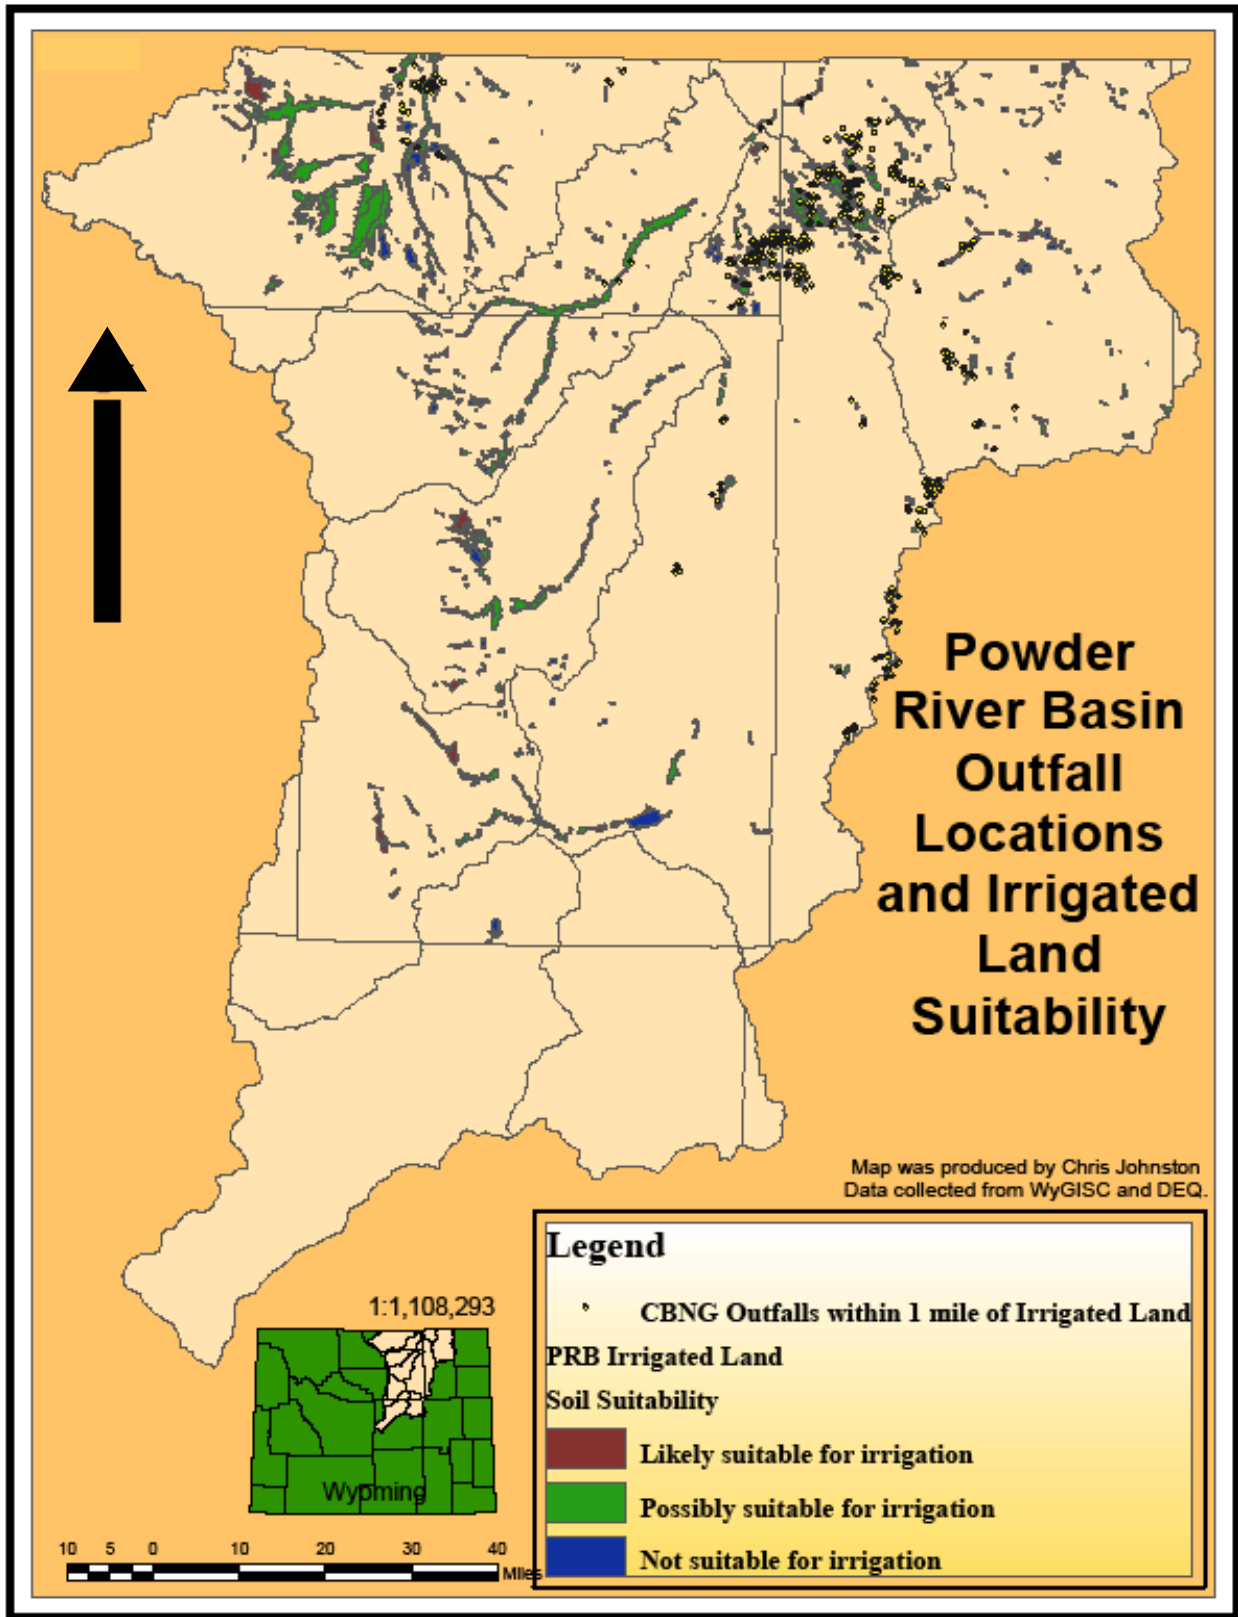 Powder
River Basin
Outfall
Locations
and Irrigated
Land
Suitability
Map was produced by Chris Johnston
Data collected from WyGISC and DEQ.
Legend
CBNG Outfalls within 1 mile of Irrigated Land
PRB Irrigated Land
Soil Suitability
Likely suitable for irrigation
Possibly suitable for irrigation
Not suitable for irrigation
1:1,108,293
Wyoming
10 5 0 10 20 30 40
Miles